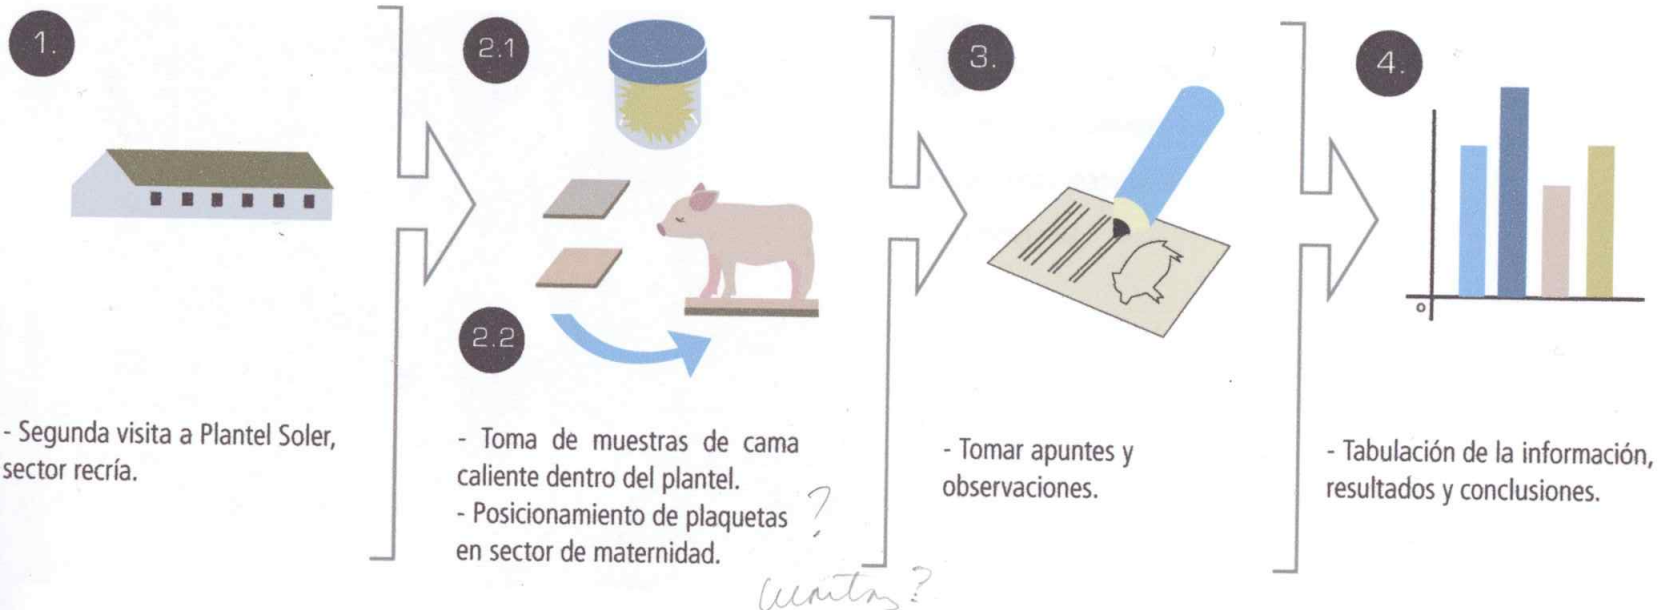 1.
- Segunda visita a Plantel Soler,
sector recría.
2.1
2.2
- Toma de muestras de cama
caliente dentro del plantel.
- Posicionamiento de plaquetas
en sector de maternidad.
?
?
3.
- Tomar apuntes y
observaciones.
4.
o
- Tabulación de la información,
resultados y conclusiones.